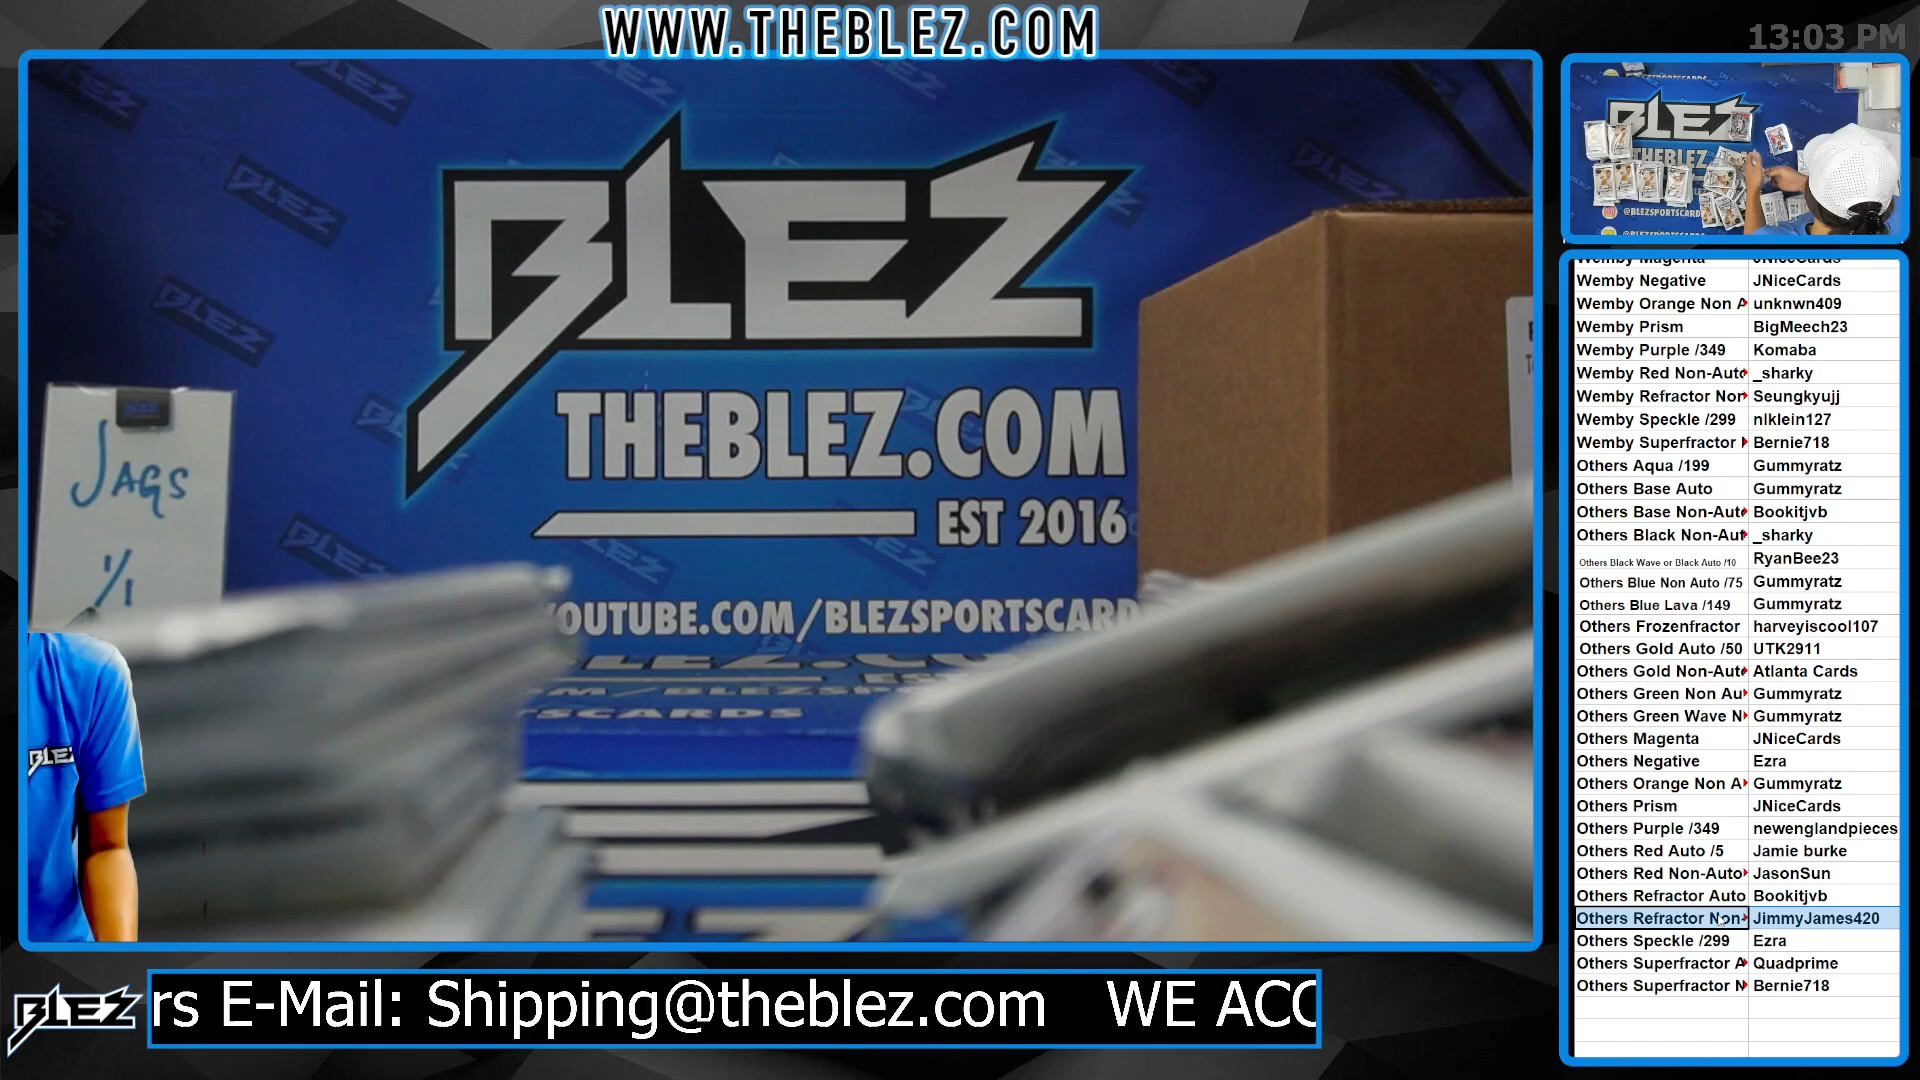 WWW.THEBLEZ.COM
13:03 PM
BLEZ
THEBLEZ.COM
EST 2016
YOUTUBE.COM/BLEZSPORTSCARD
JAGS
1/1
BLEZ
BLEZ
THEBLEZ
@BLEZSPORTSCARD
Wemby Magenta JNiceCards
Wemby Negative JNiceCards
Wemby Orange Non A unknwn409
Wemby Prism BigMeech23
Wemby Purple /349 Komaba
Wemby Red Non-Auto _sharky
Wemby Refractor Non Seungkyujj
Wemby Speckle /299 nlklein127
Wemby Superfractor Bernie718
Others Aqua /199 Gummyratz
Others Base Auto Gummyratz
Others Base Non-Auto Bookitjvb
Others Black Non-Aut _sharky
Others Black Wave or Black Auto /10 RyanBee23
Others Blue Non Auto /75 Gummyratz
Others Blue Lava /149 Gummyratz
Others Frozenfractor harveyiscool107
Others Gold Auto /50 UTK2911
Others Gold Non-Auto Atlanta Cards
Others Green Non Au Gummyratz
Others Green Wave N Gummyratz
Others Magenta JNiceCards
Others Negative Ezra
Others Orange Non A Gummyratz
Others Prism JNiceCards
Others Purple /349 newenglandpieces
Others Red Auto /5 Jamie burke
Others Red Non-Auto JasonSun
Others Refractor Auto Bookitjvb
Others Refractor Non- JimmyJames420
Others Speckle /299 Ezra
Others Superfractor A Quadprime
Others Superfractor N Bernie718
BLEZ
rs E-Mail: Shipping@theblez.com WE ACC